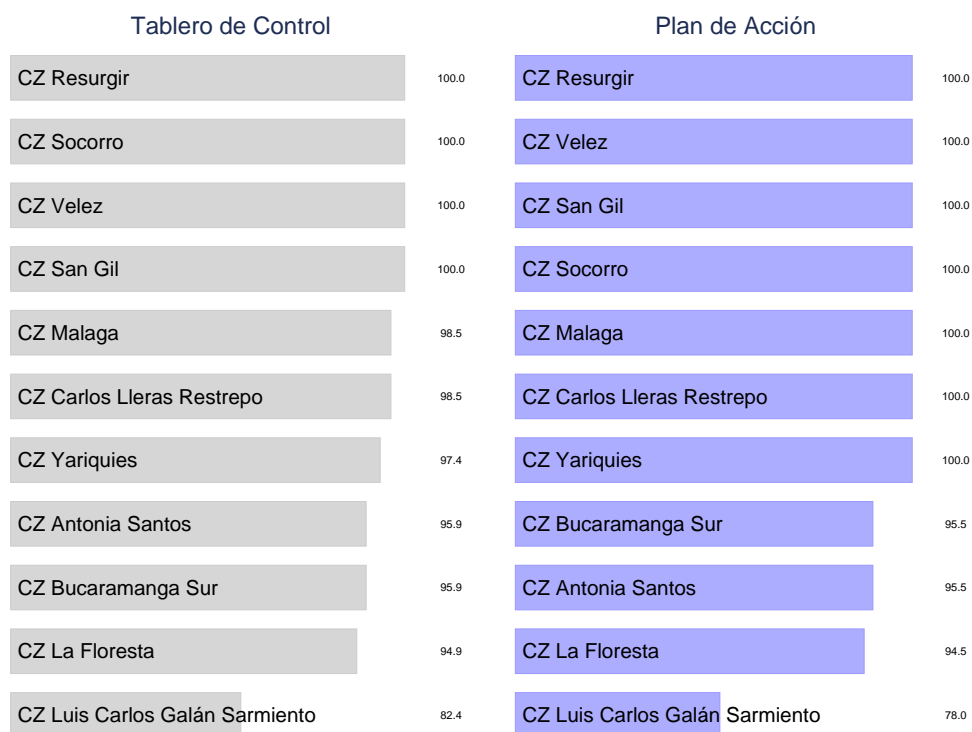 Tablero de Control
CZ Resurgir 100.0
CZ Socorro 100.0
CZ Velez 100.0
CZ San Gil 100.0
CZ Malaga 98.5
CZ Carlos Lleras Restrepo 98.5
CZ Yariquies 97.4
CZ Antonia Santos 95.9
CZ Bucaramanga Sur 95.9
CZ La Floresta 94.9
CZ Luis Carlos Galán Sarmiento 82.4
Plan de Acción
CZ Resurgir 100.0
CZ Velez 100.0
CZ San Gil 100.0
CZ Socorro 100.0
CZ Malaga 100.0
CZ Carlos Lleras Restrepo 100.0
CZ Yariquies 100.0
CZ Bucaramanga Sur 95.5
CZ Antonia Santos 95.5
CZ La Floresta 94.5
CZ Luis Carlos Galán Sarmiento 78.0